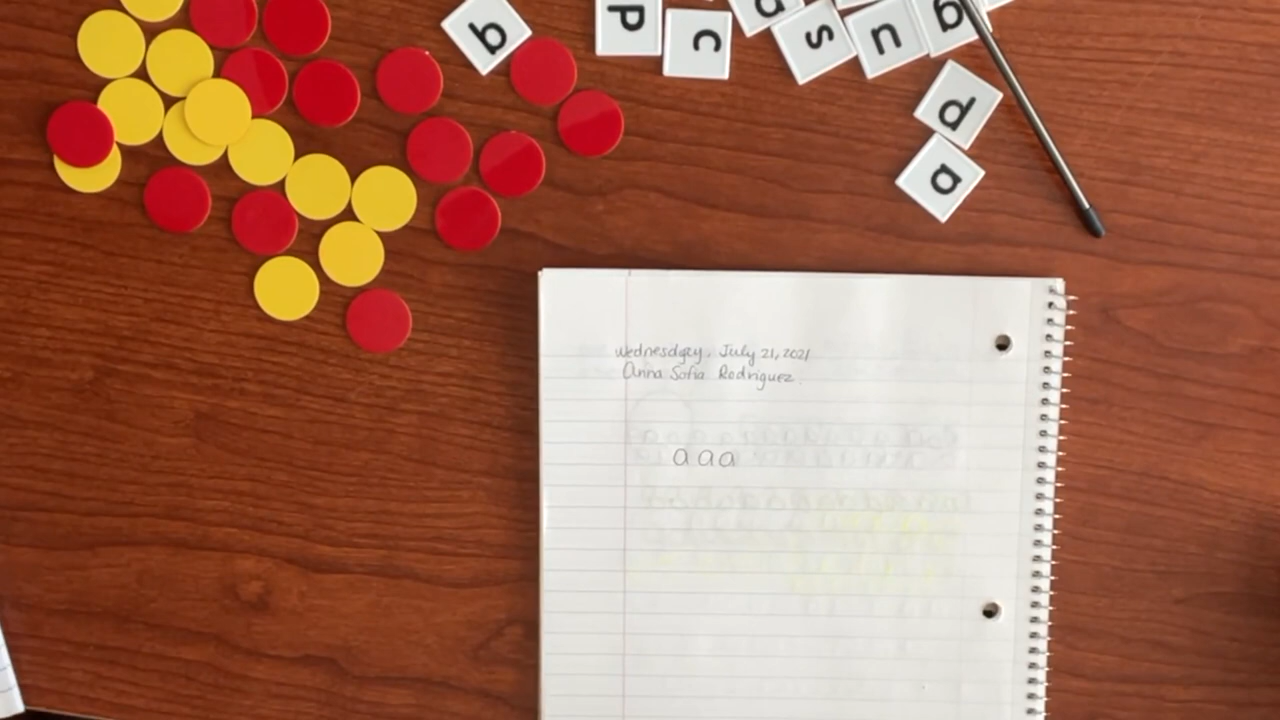 b
p
c
a
s
u
g
d
a
Wednesday, July 21, 2021
Anna Sofia Rodriguez
a a a